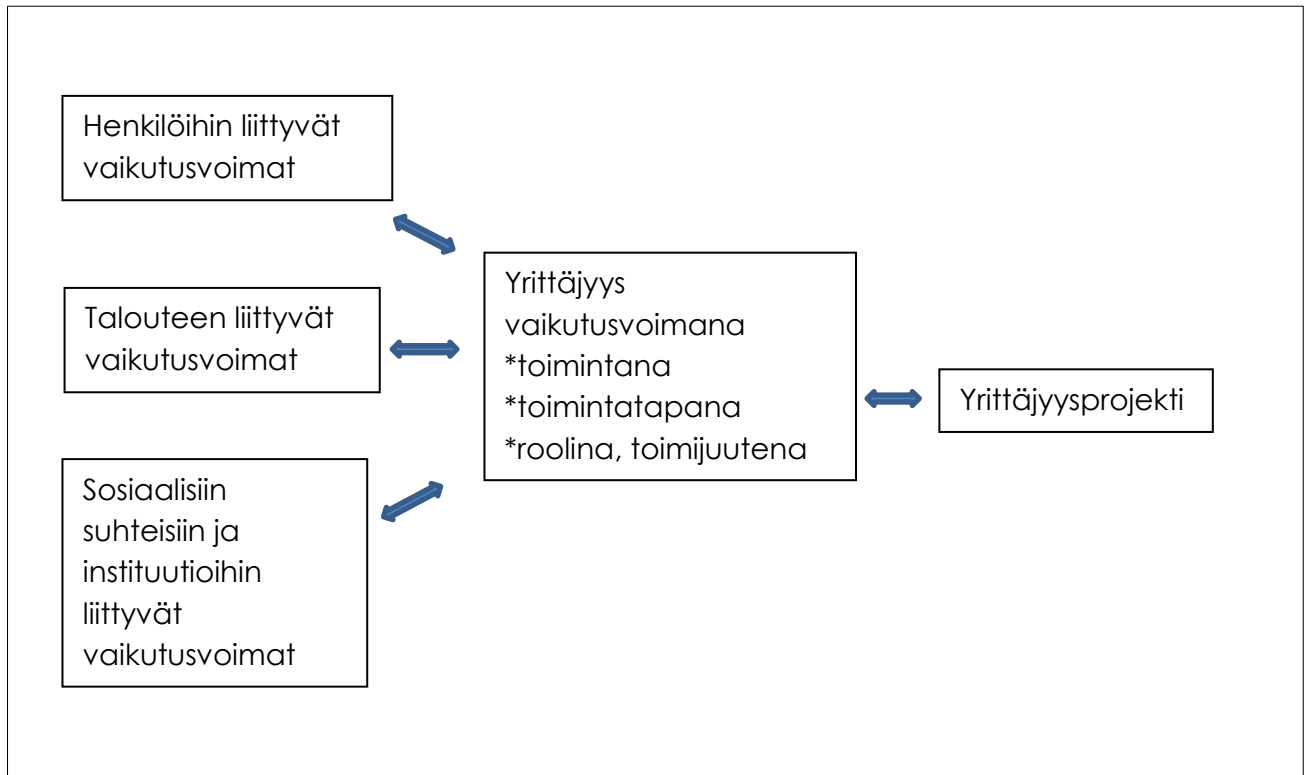 Henkilöihin liittyvät
vaikutusvoimat
Talouteen liittyvät
vaikutusvoimat
Sosiaalisiin
suhteisiin ja
instituutioihin
liittyvät
vaikutusvoimat
Yrittäjyys
vaikutusvoimana
*toimintana
*toimintatapana
*roolina, toimijuutena
Yrittäjyysprojekti